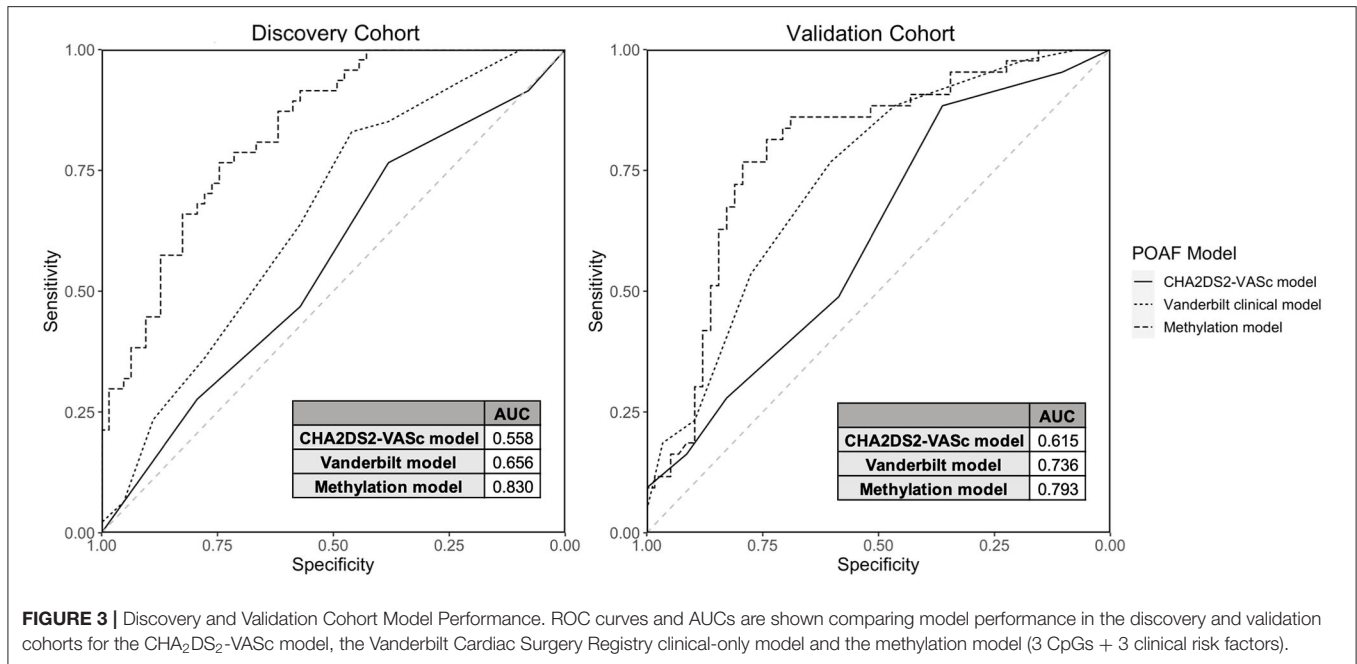 Discovery Cohort
1.00
0.75
0.50
0.25
0.00
Sensitivity
1.00 0.75 0.50 0.25 0.00
Specificity
AUC
CHA2DS2-VASc model 0.558
Vanderbilt model 0.656
Methylation model 0.830
Validation Cohort
1.00
0.75
0.50
0.25
0.00
Sensitivity
1.00 0.75 0.50 0.25 0.00
Specificity
AUC
CHA2DS2-VASc model 0.615
Vanderbilt model 0.736
Methylation model 0.793
POAF Model
CHA2DS2-VASc model
Vanderbilt clinical model
Methylation model
FIGURE 3 | Discovery and Validation Cohort Model Performance. ROC curves and AUCs are shown comparing model performance in the discovery and validation
cohorts for the CHA₂DS₂-VASc model, the Vanderbilt Cardiac Surgery Registry clinical-only model and the methylation model (3 CpGs + 3 clinical risk factors).